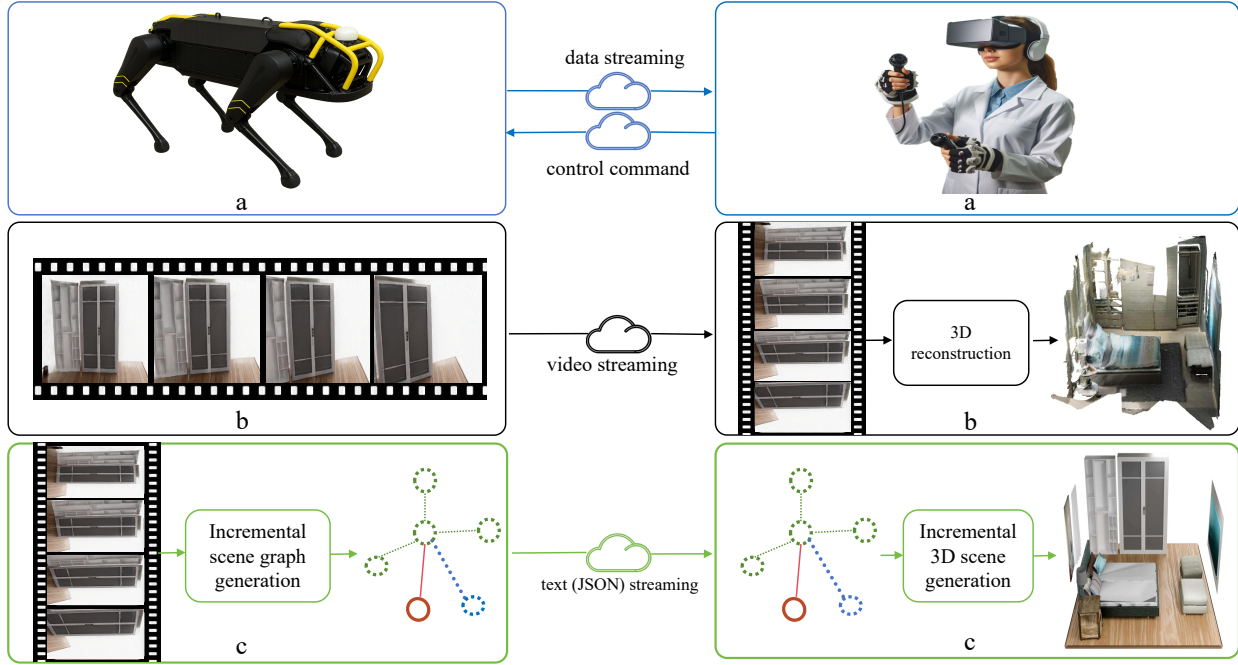 data streaming
control command
a
a
video streaming
3D
reconstruction
b
b
Incremental
scene graph
generation
text (JSON) streaming
Incremental
3D scene
generation
c
c